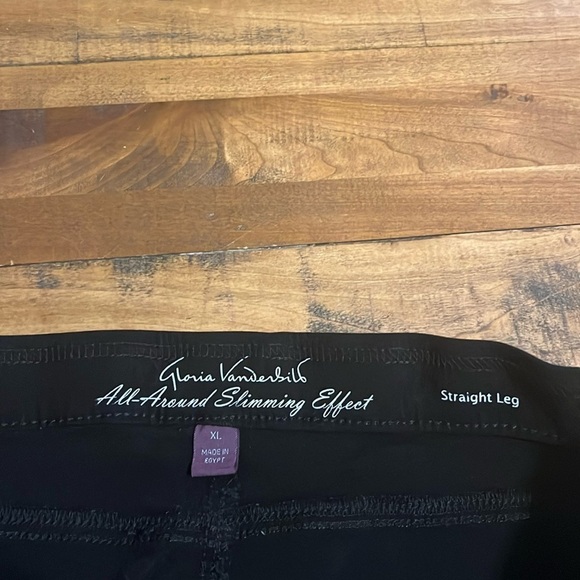 Gloria Vanderbilt
All-Around Slimming Effect
Straight Leg
XL
MADE IN
EGYPT